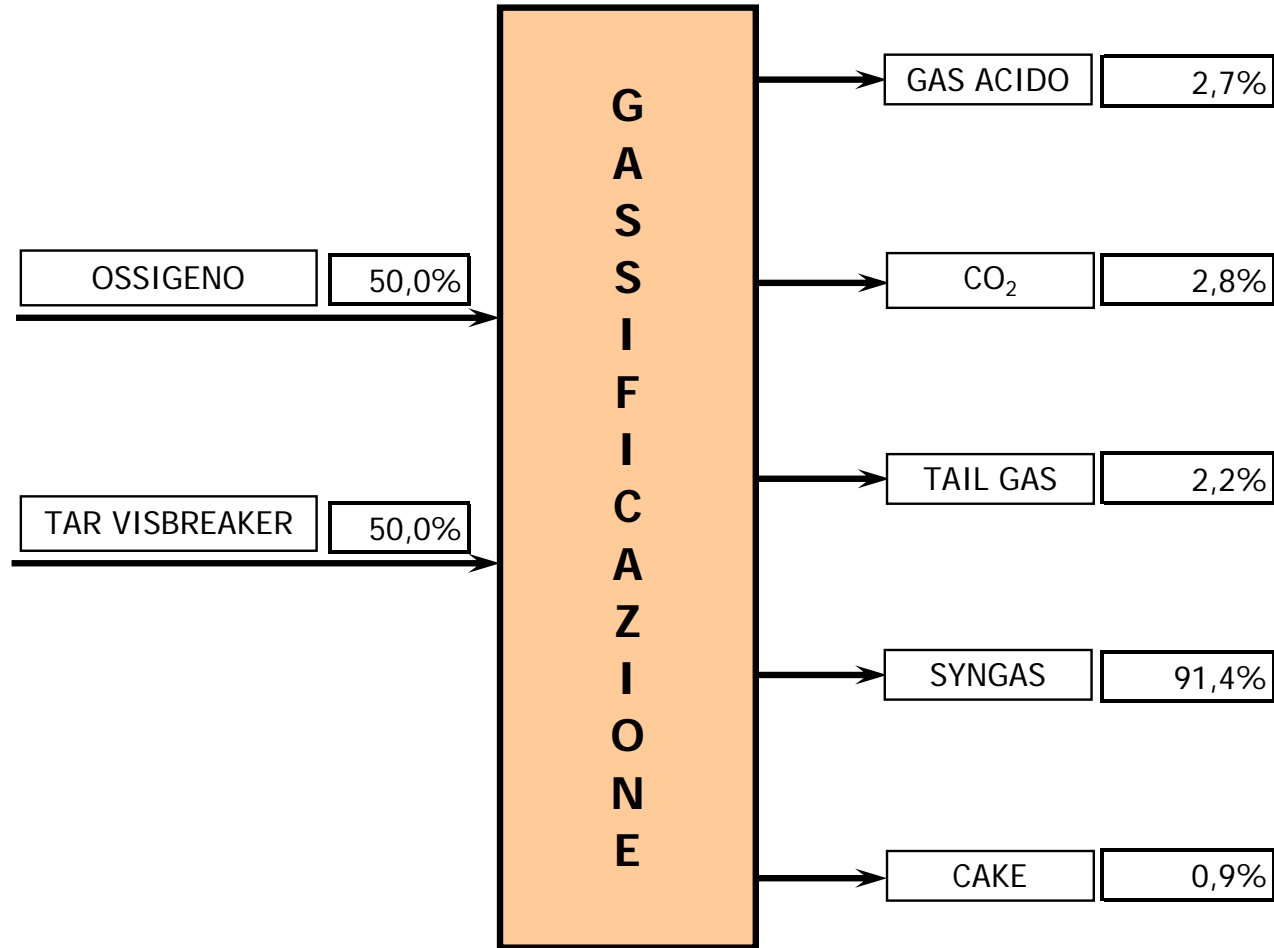 OSSIGENO 50,0%
TAR VISBREAKER 50,0%
GASSIFICAZIONE
GAS ACIDO 2,7%
CO₂ 2,8%
TAIL GAS 2,2%
SYNGAS 91,4%
CAKE 0,9%